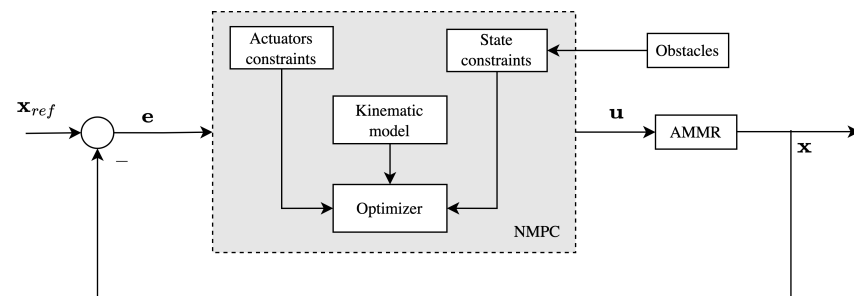 Actuators
constraints
State
constraints
Obstacles
x_ref
e
Kinematic
model
u
AMMR
x
−
Optimizer
NMPC